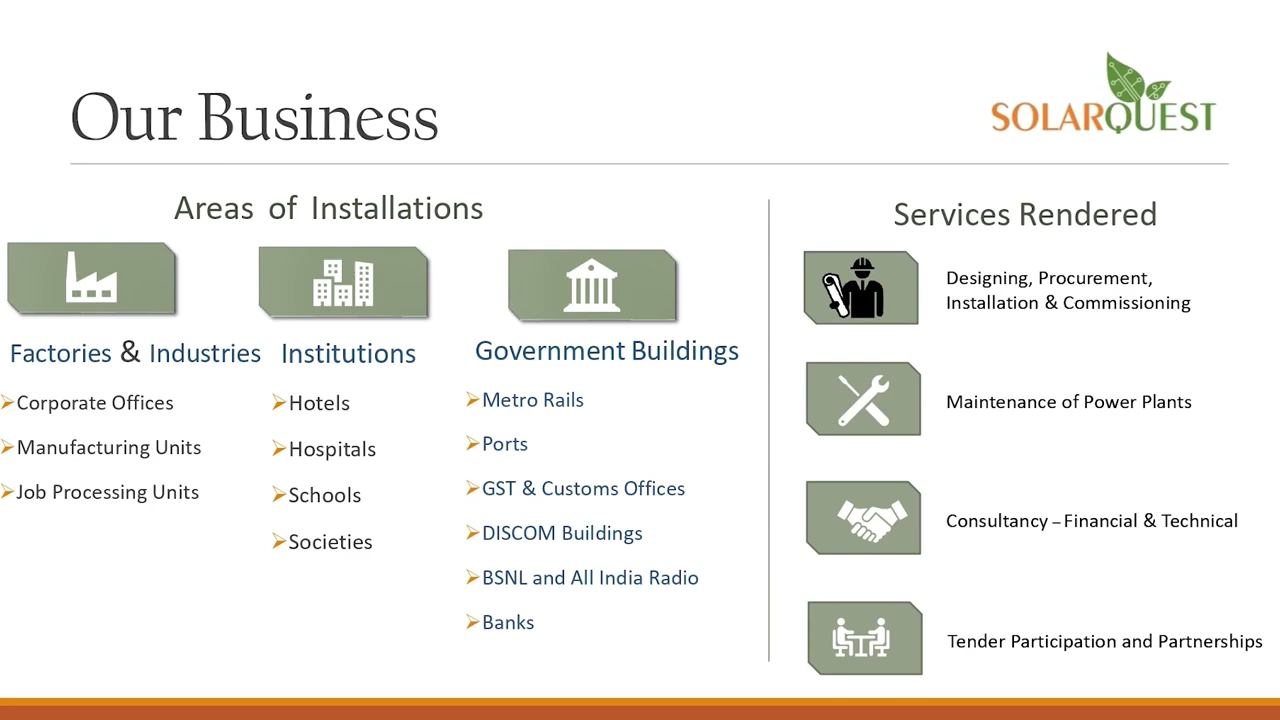 Our Business
SOLARQUEST
Areas of Installations
Factories & Industries
Corporate Offices
Manufacturing Units
Job Processing Units
Institutions
Hotels
Hospitals
Schools
Societies
Government Buildings
Metro Rails
Ports
GST & Customs Offices
DISCOM Buildings
BSNL and All India Radio
Banks
Services Rendered
Designing, Procurement,
Installation & Commissioning
Maintenance of Power Plants
Consultancy – Financial & Technical
Tender Participation and Partnerships